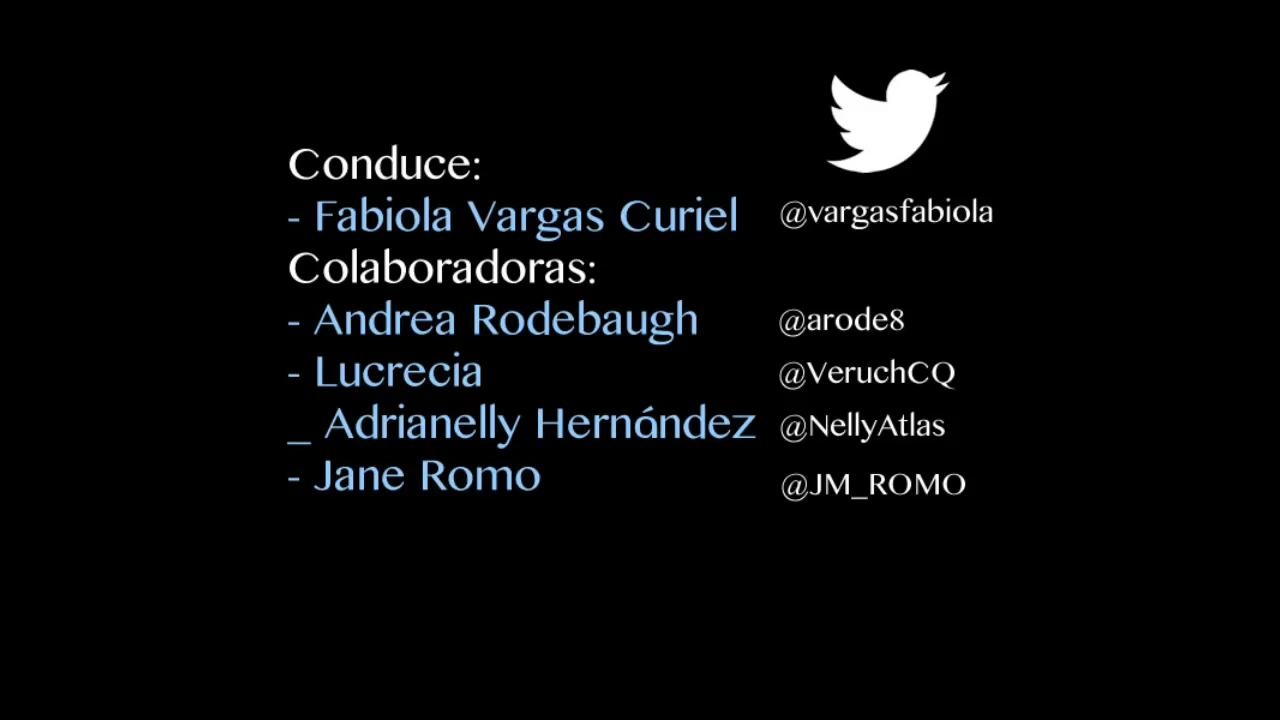 Conduce:
- Fabiola Vargas Curiel @vargasfabiola
Colaboradoras:
- Andrea Rodebaugh @arode8
- Lucrecia @VeruchCQ
_ Adrianelly Hernández @NellyAtlas
- Jane Romo @JM_ROMO